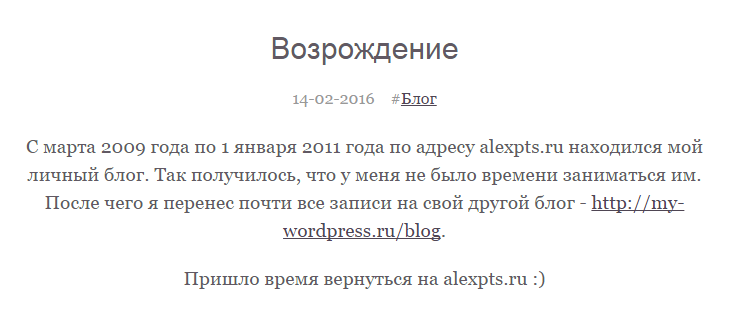 Возрождение
14-02-2016 #Блог
С марта 2009 года по 1 января 2011 года по адресу alexpts.ru находился мой
личный блог. Так получилось, что у меня не было времени заниматься им.
После чего я перенес почти все записи на свой другой блог - http://my-
wordpress.ru/blog.
Пришло время вернуться на alexpts.ru :)